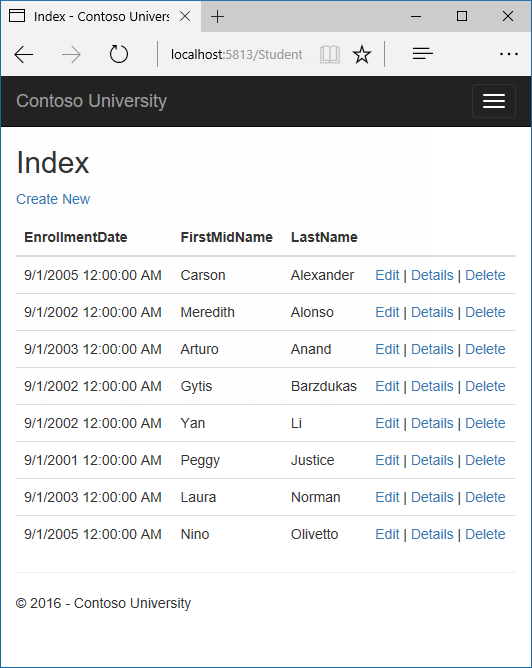 Index - Contoso Univers
localhost:5813/Student
Contoso University
Index
Create New
EnrollmentDate FirstMidName LastName
9/1/2005 12:00:00 AM Carson Alexander Edit | Details | Delete
9/1/2002 12:00:00 AM Meredith Alonso Edit | Details | Delete
9/1/2003 12:00:00 AM Arturo Anand Edit | Details | Delete
9/1/2002 12:00:00 AM Gytis Barzdukas Edit | Details | Delete
9/1/2002 12:00:00 AM Yan Li Edit | Details | Delete
9/1/2001 12:00:00 AM Peggy Justice Edit | Details | Delete
9/1/2003 12:00:00 AM Laura Norman Edit | Details | Delete
9/1/2005 12:00:00 AM Nino Olivetto Edit | Details | Delete
© 2016 - Contoso University